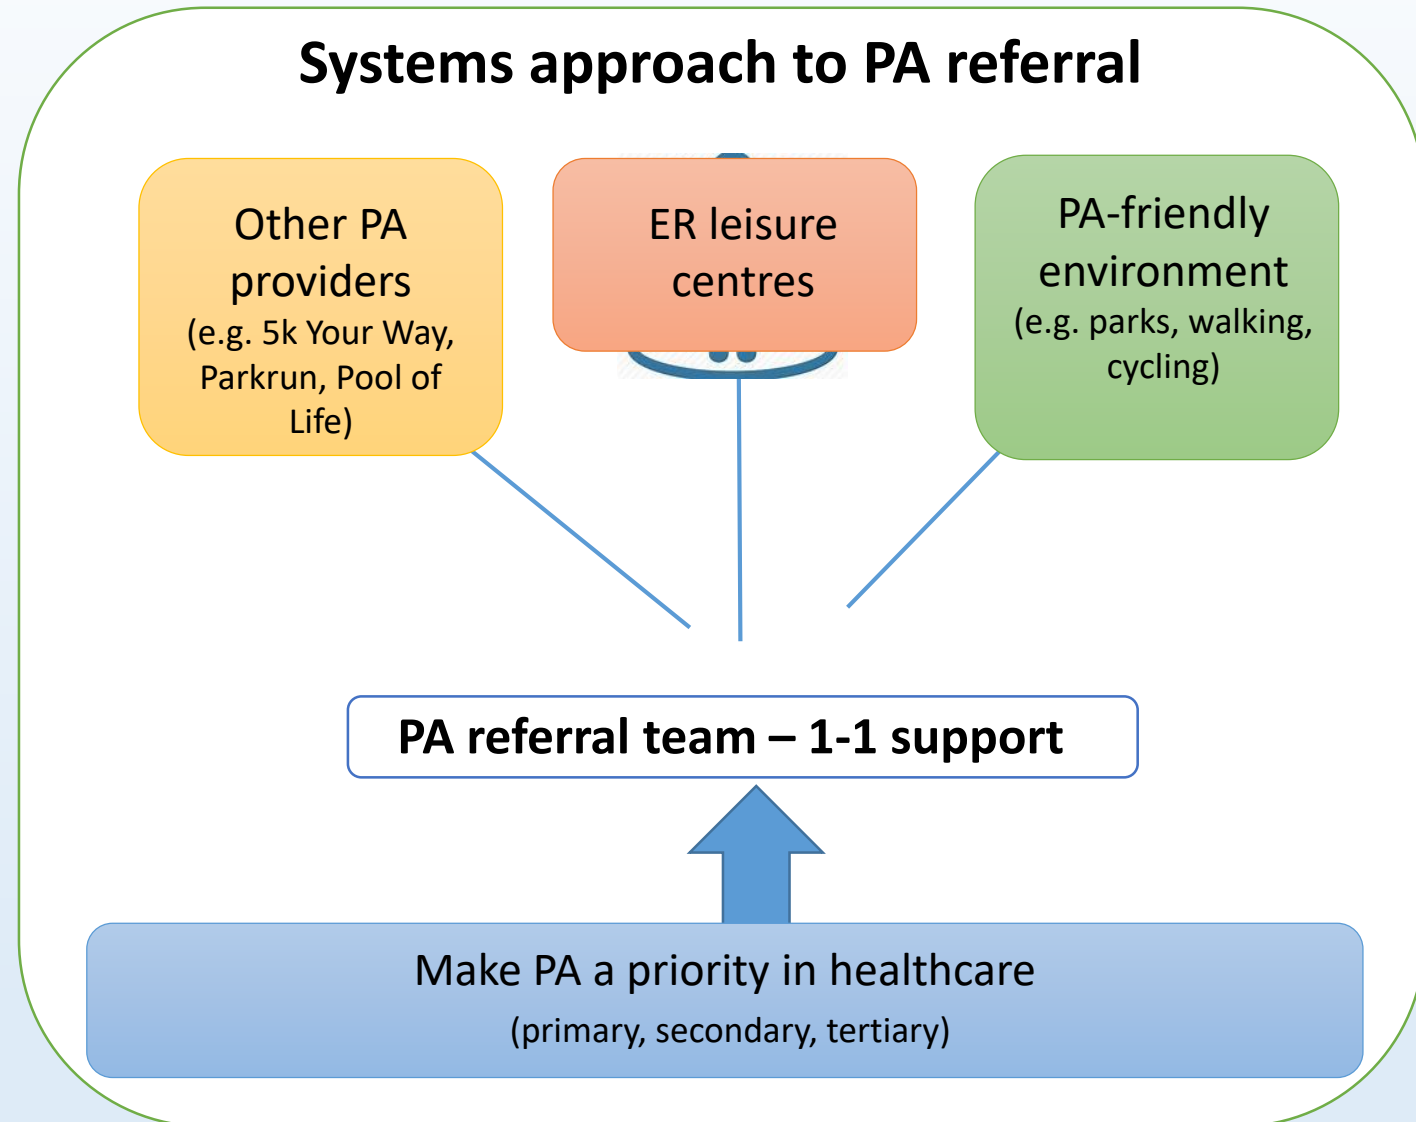 Systems approach to PA referral
Other PA
providers
(e.g. 5k Your Way,
Parkrun, Pool of
Life)
ER leisure
centres
PA-friendly
environment
(e.g. parks, walking,
cycling)
PA referral team – 1-1 support
Make PA a priority in healthcare
(primary, secondary, tertiary)